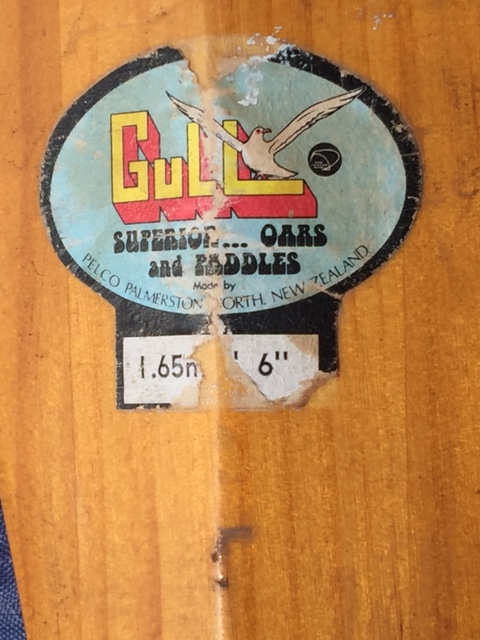 GULL
SUPERIOR... OARS
and PADDLES
Made by
PELCO PALMERSTON NORTH. NEW ZEALAND
1.65m ' 6"